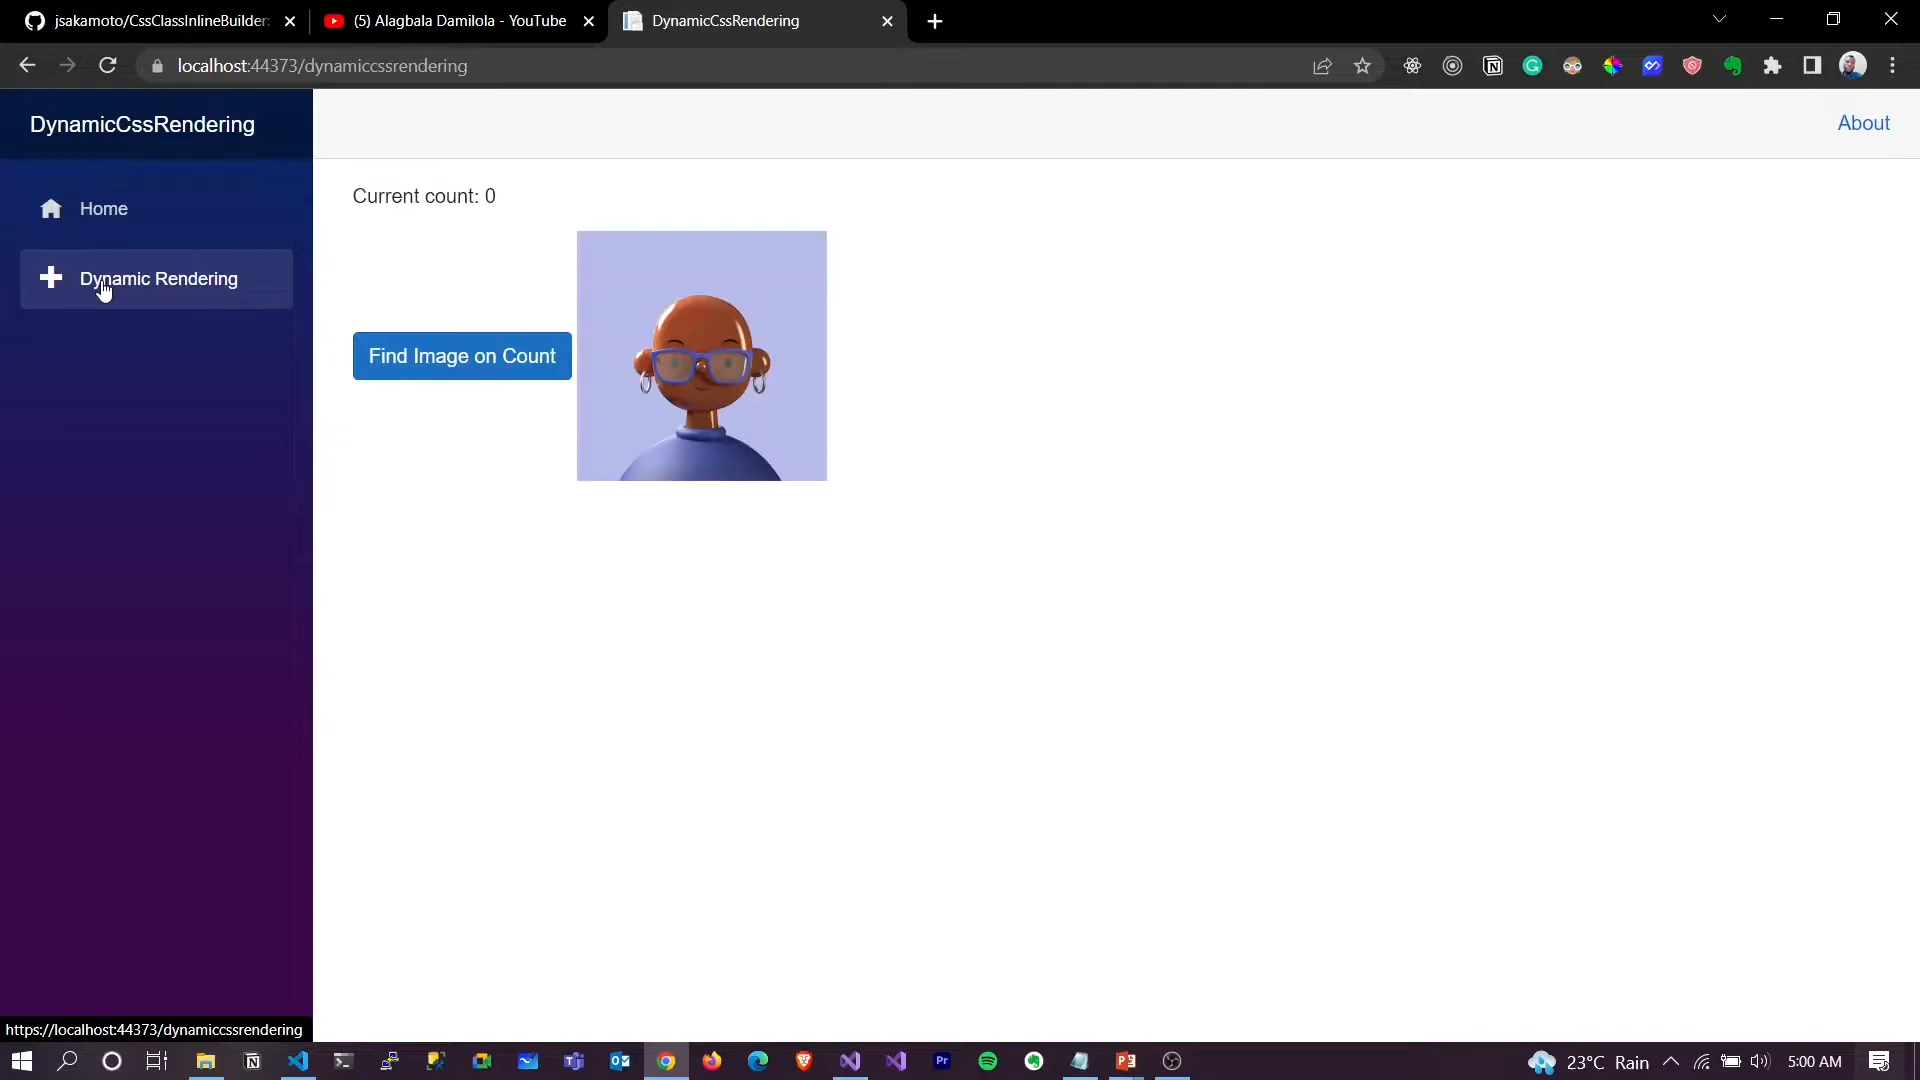 jsakamoto/CssClassInlineBuilder:
(5) Alagbala Damilola - YouTube
DynamicCssRendering
localhost:44373/dynamiccssrendering
DynamicCssRendering
About
Home
Dynamic Rendering
Current count: 0
Find Image on Count
https://localhost:44373/dynamiccssrendering
23°C Rain
5:00 AM